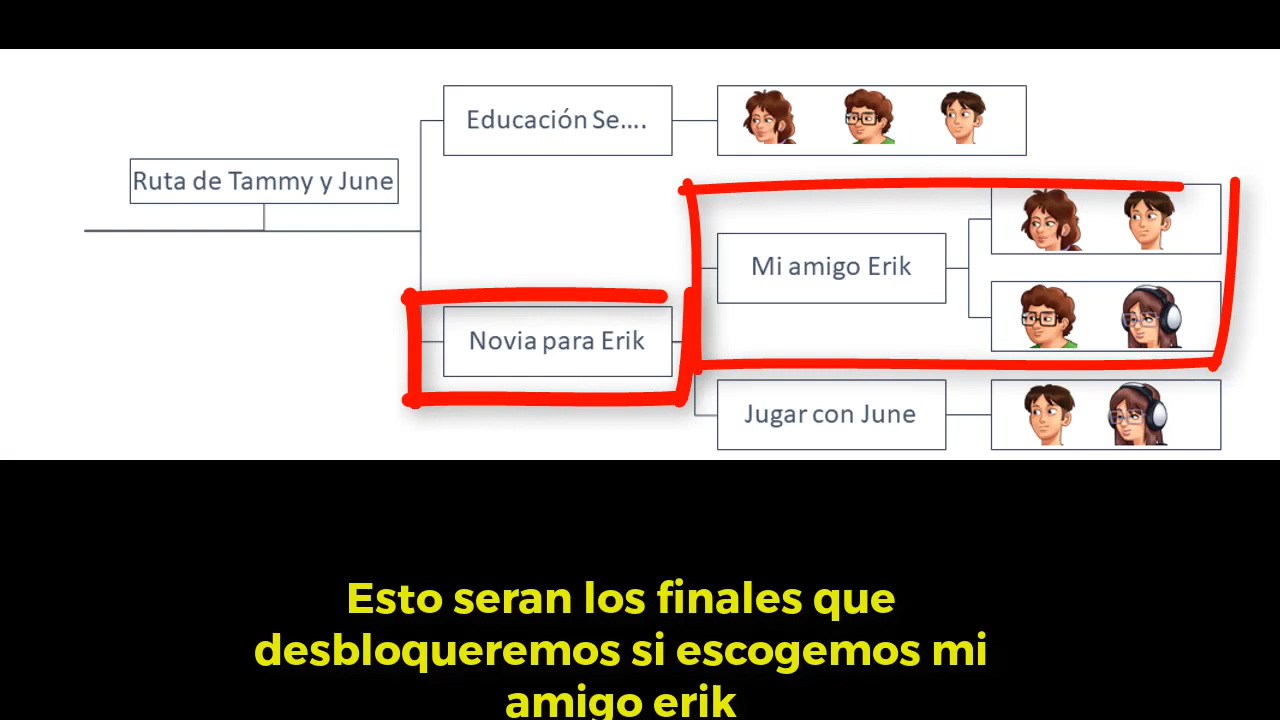 Educación Se....
Ruta de Tammy y June
Mi amigo Erik
Novia para Erik
Jugar con June
Esto seran los finales que
desbloqueremos si escogemos mi
amigo erik